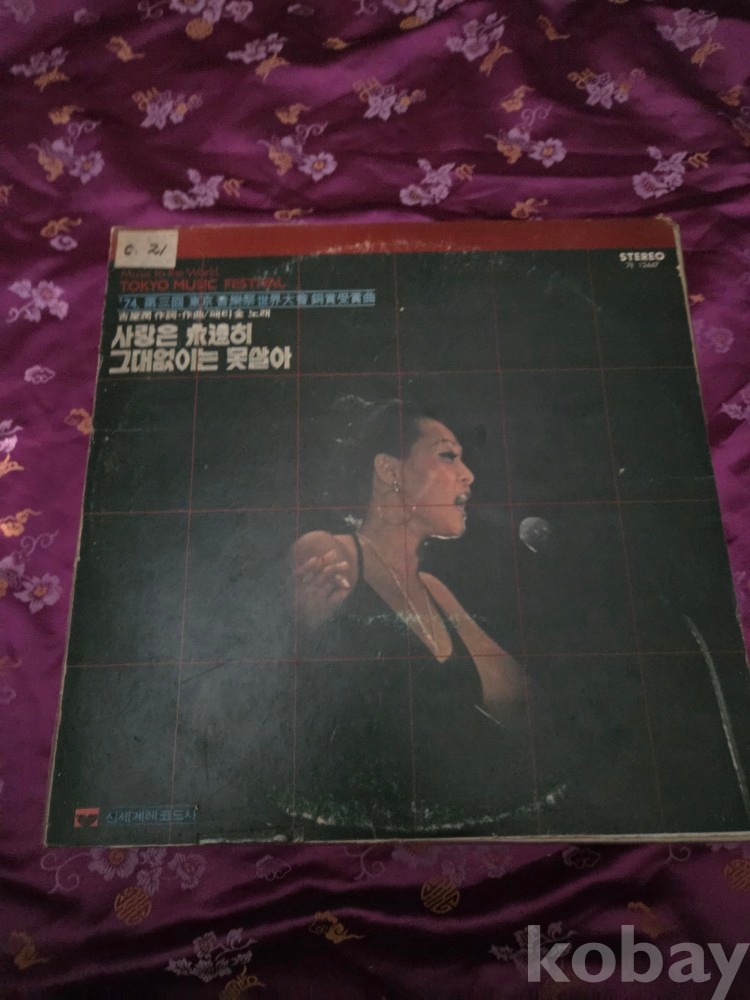 C. 21
STEREO
Music to the World
TOKYO MUSIC FESTIVAL
'74 第三回 東京音樂祭世界大會 銅賞受賞曲
吉屋潤 作詞·作曲/패티金 노래
사랑은 永遠히
그대없이는 못살아
신세계레코드사
kobay